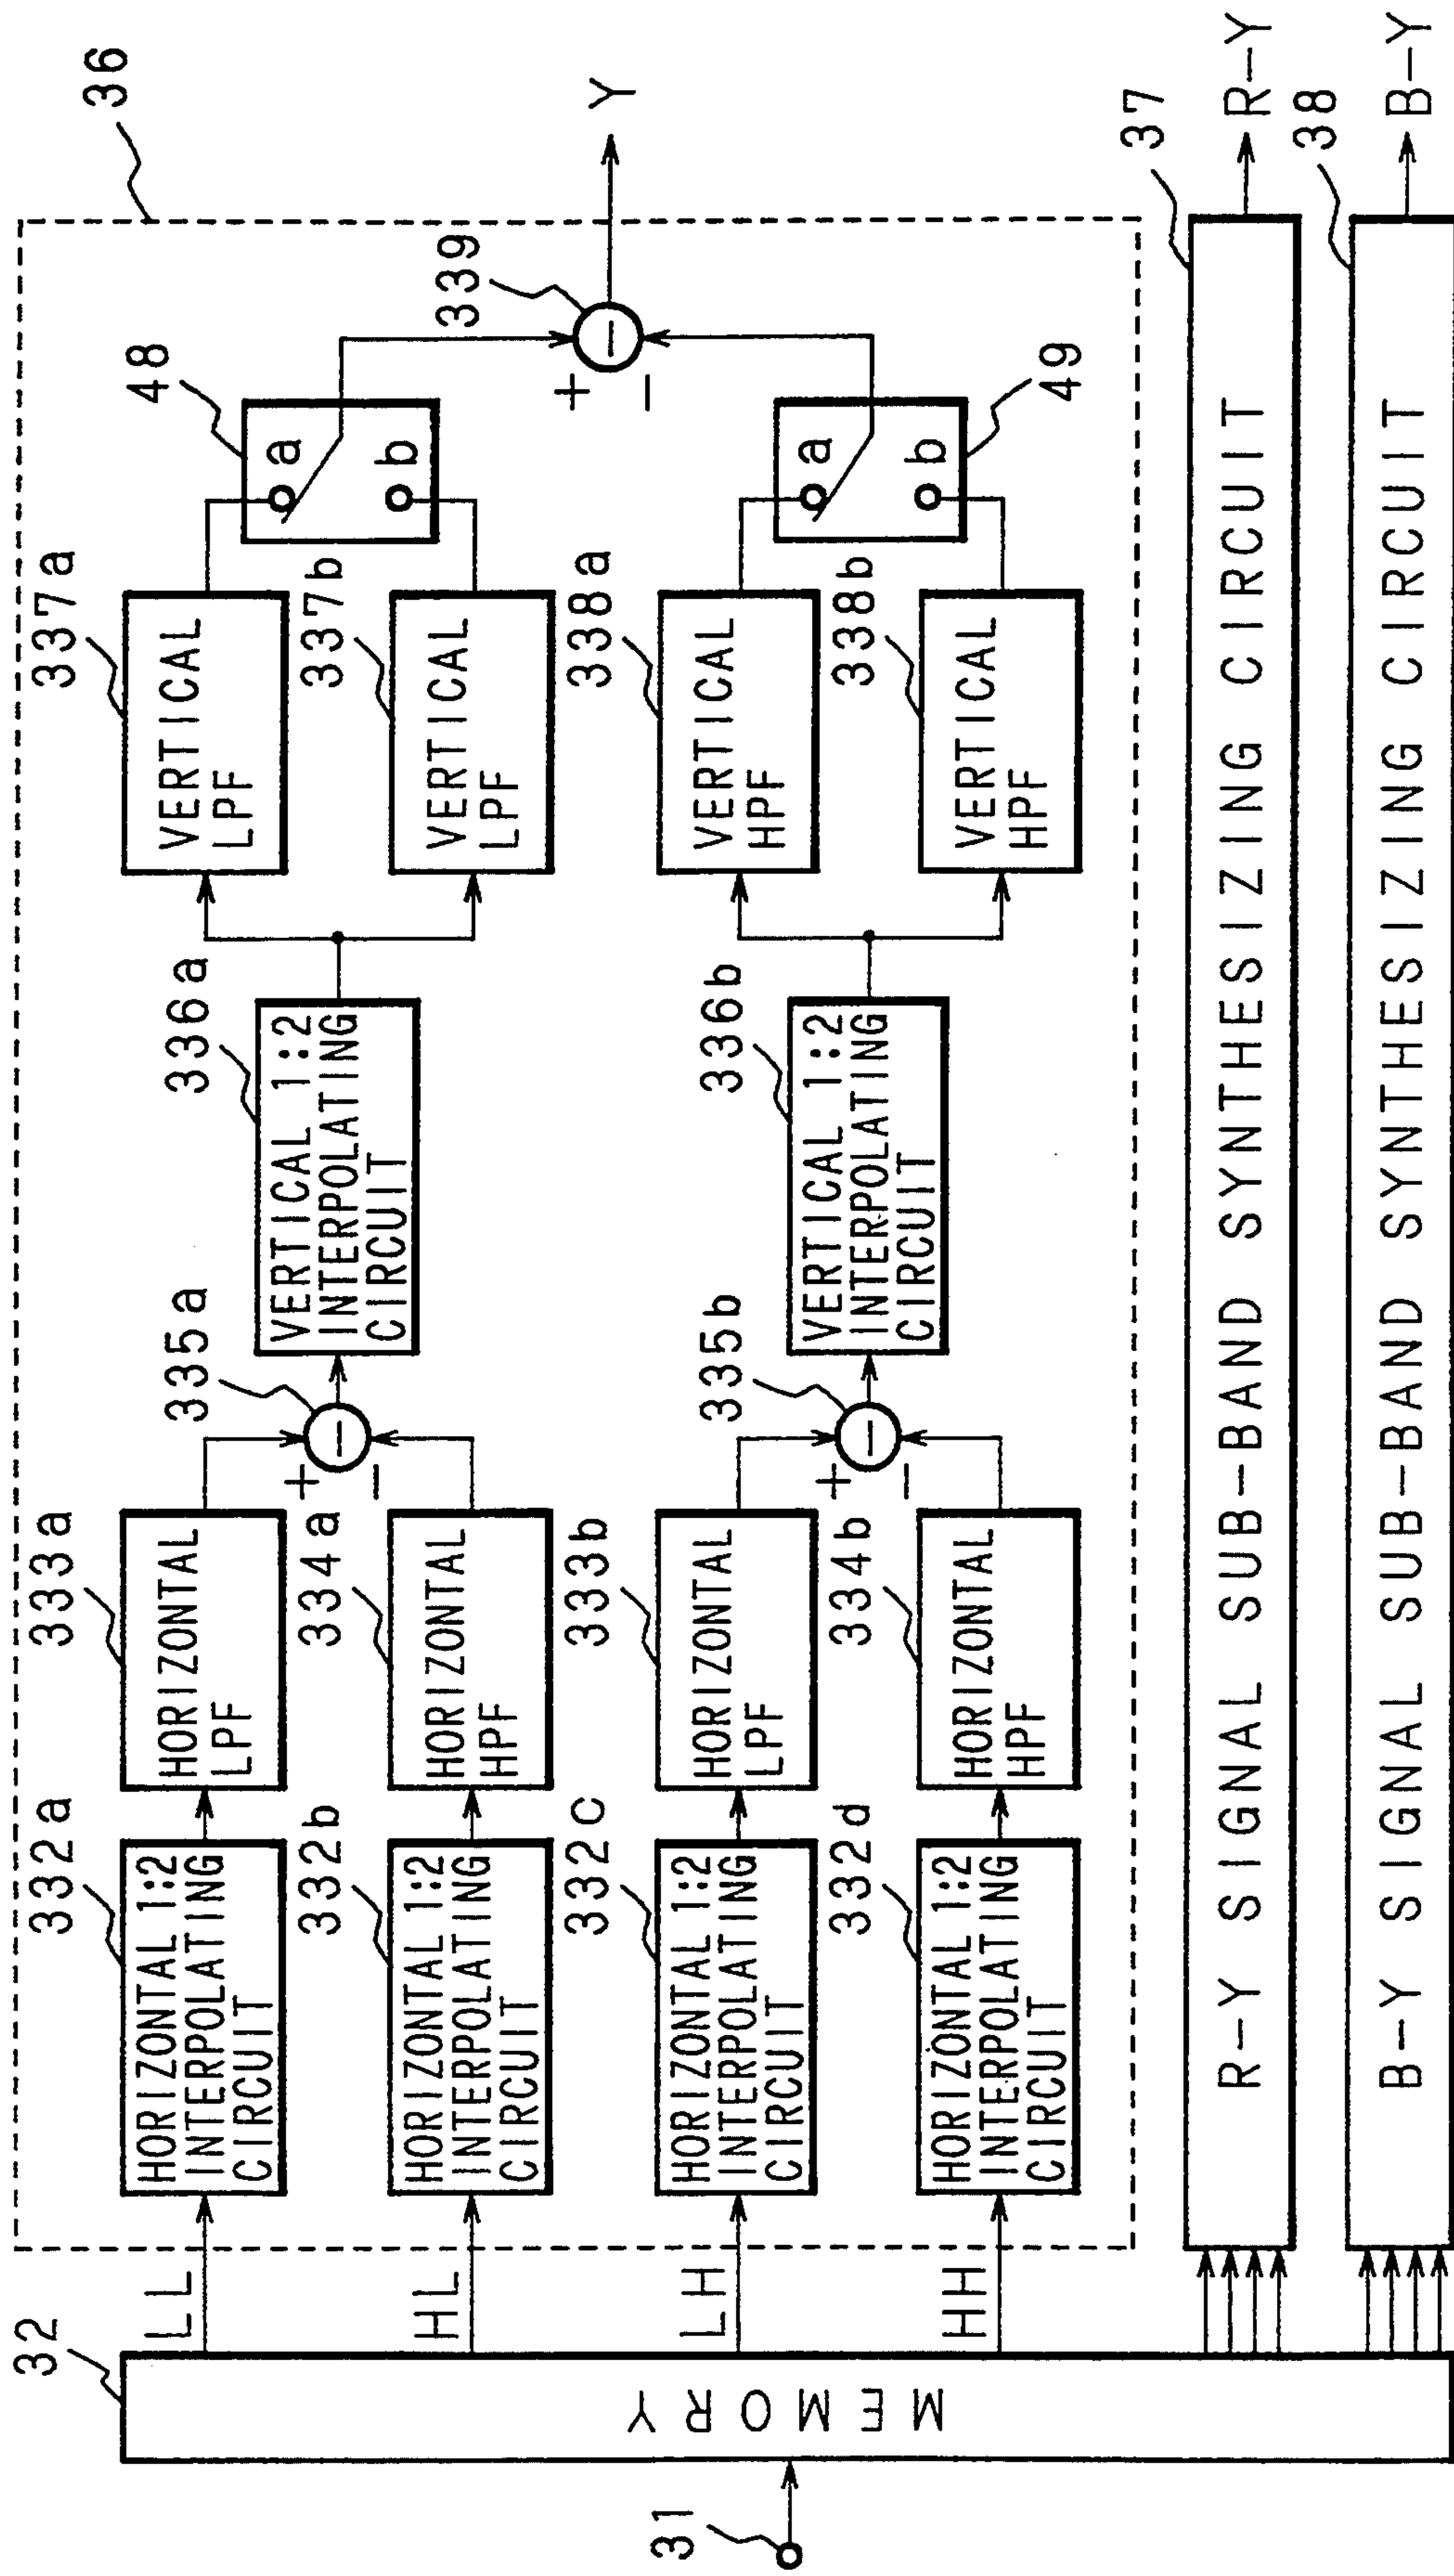 31
32
MEMORY
LL
HL
LH
HH
36
332a
HORIZONTAL 1:2
INTERPOLATING
CIRCUIT
333a
HORIZONTAL
LPF
332b
HORIZONTAL 1:2
INTERPOLATING
CIRCUIT
334a
HORIZONTAL
HPF
335a
+
−
−
336a
VERTICAL 1:2
INTERPOLATING
CIRCUIT
337a
VERTICAL
LPF
337b
VERTICAL
LPF
48
a
b
332c
HORIZONTAL 1:2
INTERPOLATING
CIRCUIT
333b
HORIZONTAL
LPF
332d
HORIZONTAL 1:2
INTERPOLATING
CIRCUIT
334b
HORIZONTAL
HPF
335b
+
−
−
336b
VERTICAL 1:2
INTERPOLATING
CIRCUIT
338a
VERTICAL
HPF
338b
VERTICAL
HPF
49
a
b
339
+
−
−
Y
37
R-Y SIGNAL SUB-BAND SYNTHESIZING CIRCUIT
R-Y
38
B-Y SIGNAL SUB-BAND SYNTHESIZING CIRCUIT
B-Y